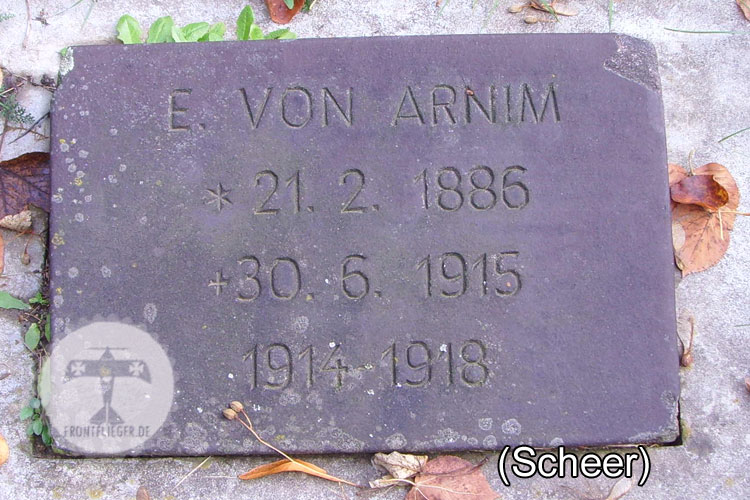 E. VON ARNIM
* 21. 2. 1886
+30. 6. 1915
1914-1918
FRONTFLIEGER.DE
(Scheer)